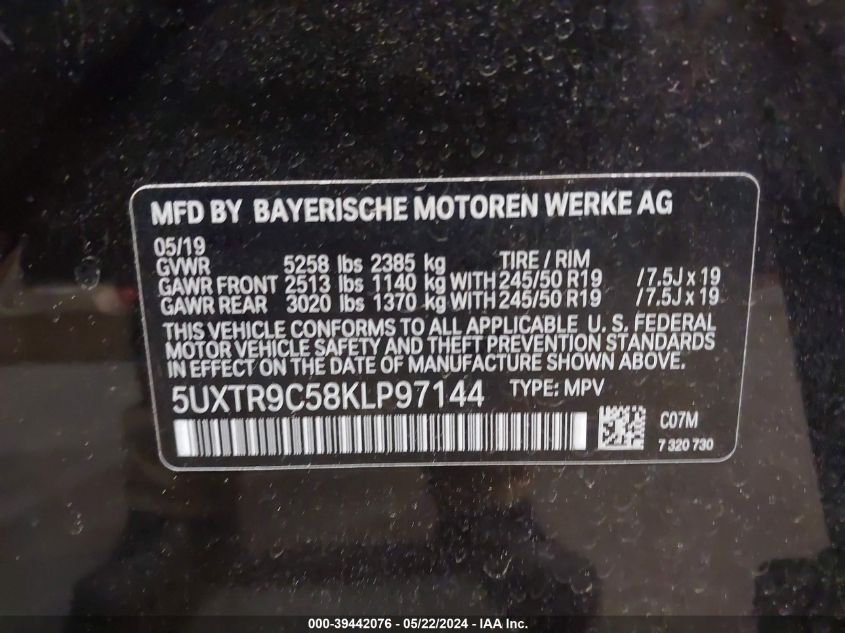 MFD BY BAYERISCHE MOTOREN WERKE AG
05/19
GVWR 5258 lbs 2385 kg TIRE / RIM
GAWR FRONT 2513 lbs 1140 kg WITH 245/50 R19 / 7.5J x 19
GAWR REAR 3020 lbs 1370 kg WITH 245/50 R19 / 7.5J x 19
THIS VEHICLE CONFORMS TO ALL APPLICABLE U. S. FEDERAL
MOTOR VEHICLE SAFETY AND THEFT PREVENTION STANDARDS
IN EFFECT ON THE DATE OF MANUFACTURE SHOWN ABOVE.
5UXTR9C58KLP97144 TYPE: MPV
C07M
7 320 730
000-39442076 - 05/22/2024 - IAA Inc.